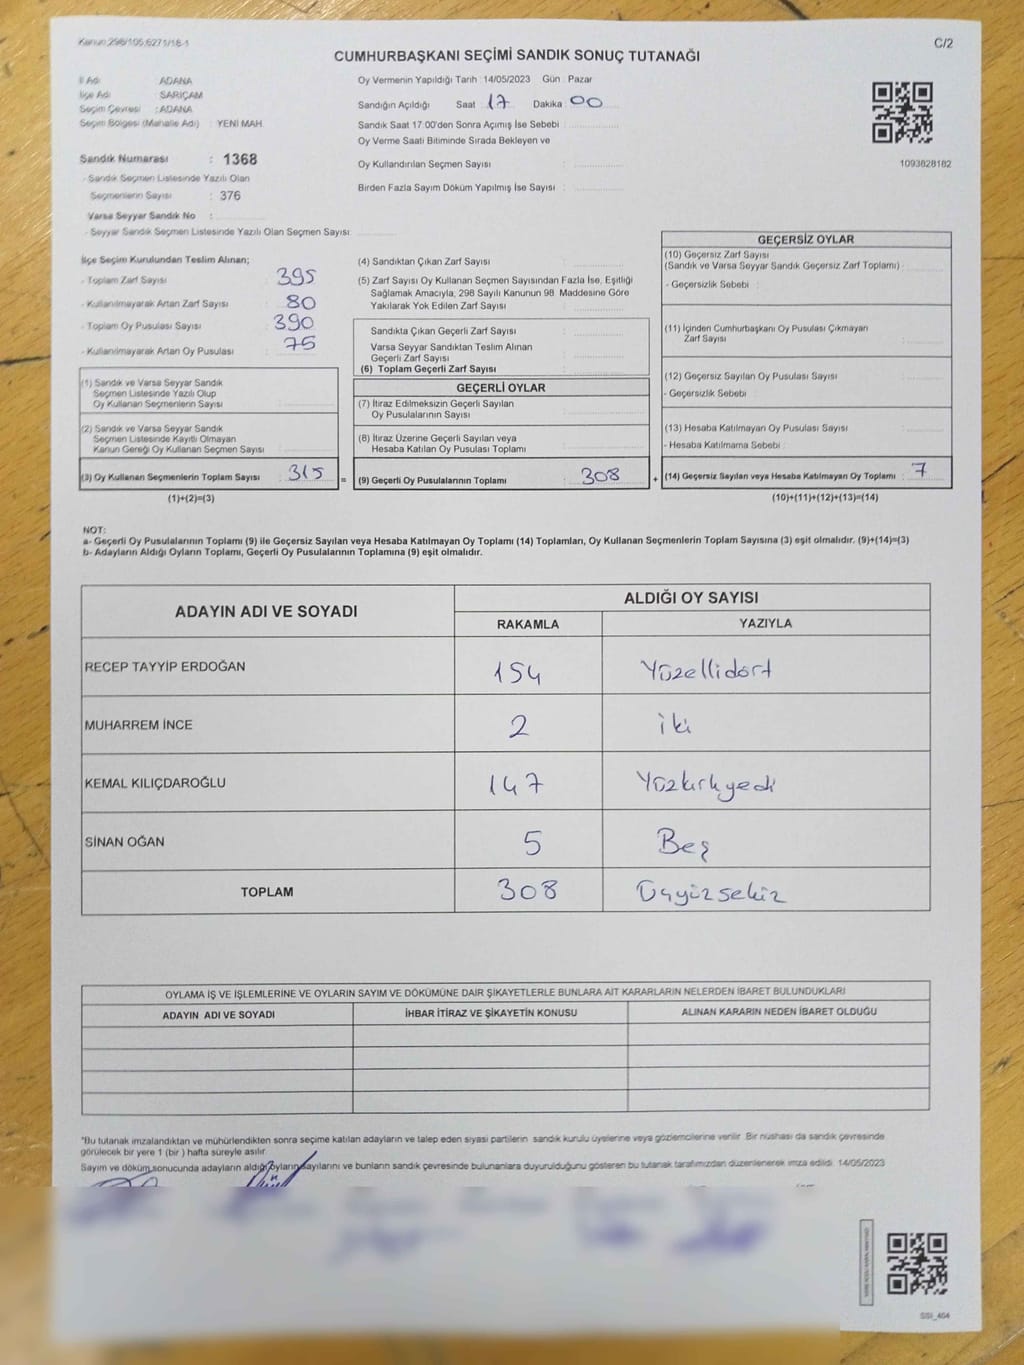 Kanun:298/105,6271/18-1
C/2
CUMHURBAŞKANI SEÇİMİ SANDIK SONUÇ TUTANAĞI
İl Adı ADANA
İlçe Adı SARIÇAM
Seçim Çevresi : ADANA
Seçim Bölgesi (Mahalle Adı) : YENİ MAH.
Sandık Numarası : 1368
- Sandık Seçmen Listesinde Yazılı Olan
Seçmenlerin Sayısı : 376
Varsa Seyyar Sandık No :
- Seyyar Sandık Seçmen Listesinde Yazılı Olan Seçmen Sayısı:
Oy Vermenin Yapıldığı Tarih : 14/05/2023 Gün : Pazar
Sandığın Açıldığı Saat : 17 Dakika : 00
Sandık Saat 17:00'den Sonra Açımış İse Sebebi :
Oy Verme Saati Bitiminde Sırada Bekleyen ve
Oy Kullandırılan Seçmen Sayısı :
Birden Fazla Sayım Döküm Yapılmış İse Sayısı :
1093828182
İlçe Seçim Kurulundan Teslim Alınan;
- Toplam Zarf Sayısı : 395
- Kullanılmayarak Artan Zarf Sayısı : 80
- Toplam Oy Pusulası Sayısı : 390
- Kullanılmayarak Artan Oy Pusulası : 75
(1) Sandık ve Varsa Seyyar Sandık
Seçmen Listesinde Yazılı Olup
Oy Kullanan Seçmenlerin Sayısı :
(2) Sandık ve Varsa Seyyar Sandık
Seçmen Listesinde Kayıtlı Olmayan
Kanun Gereği Oy Kullanan Seçmen Sayısı :
(3) Oy Kullanan Seçmenlerin Toplam Sayısı : 315
(1)+(2)=(3)
=
(4) Sandıktan Çıkan Zarf Sayısı :
(5) Zarf Sayısı Oy Kullanan Seçmen Sayısından Fazla İse, Eşitliği
Sağlamak Amacıyla, 298 Sayılı Kanunun 98. Maddesine Göre
Yakılarak Yok Edilen Zarf Sayısı :
Sandıkta Çıkan Geçerli Zarf Sayısı :
Varsa Seyyar Sandıktan Teslim Alınan
Geçerli Zarf Sayısı :
(6) Toplam Geçerli Zarf Sayısı :
GEÇERLİ OYLAR
(7) İtiraz Edilmeksizin Geçerli Sayılan
Oy Pusulalarının Sayısı :
(8) İtiraz Üzerine Geçerli Sayılan veya
Hesaba Katılan Oy Pusulası Toplamı :
(9) Geçerli Oy Pusulalarının Toplamı : 308
+
GEÇERSİZ OYLAR
(10) Geçersiz Zarf Sayısı
(Sandık ve Varsa Seyyar Sandık Geçersiz Zarf Toplamı) :
- Geçersizlik Sebebi :
(11) İçinden Cumhurbaşkanı Oy Pusulası Çıkmayan
Zarf Sayısı :
(12) Geçersiz Sayılan Oy Pusulası Sayısı :
- Geçersizlik Sebebi :
(13) Hesaba Katılmayan Oy Pusulası Sayısı :
- Hesaba Katılmama Sebebi :
(14) Geçersiz Sayılan veya Hesaba Katılmayan Oy Toplamı : 7
(10)+(11)+(12)+(13)=(14)
NOT:
a- Geçerli Oy Pusulalarının Toplamı (9) ile Geçersiz Sayılan veya Hesaba Katılmayan Oy Toplamı (14) Toplamları, Oy Kullanan Seçmenlerin Toplam Sayısına (3) eşit olmalıdır. (9)+(14)=(3)
b- Adayların Aldığı Oyların Toplamı, Geçerli Oy Pusulalarının Toplamına (9) eşit olmalıdır.
ADAYIN ADI VE SOYADI
ALDIĞI OY SAYISI
RAKAMLA YAZIYLA
RECEP TAYYİP ERDOĞAN 154 Yüzellidört
MUHARREM İNCE 2 iki
KEMAL KILIÇDAROĞLU 147 Yüzkırkyedi
SİNAN OĞAN 5 Beş
TOPLAM 308 Üçyüzsekiz
OYLAMA İŞ VE İŞLEMLERİNE VE OYLARIN SAYIM VE DÖKÜMÜNE DAİR ŞİKAYETLERLE BUNLARA AİT KARARLARIN NELERDEN İBARET BULUNDUKLARI
ADAYIN ADI VE SOYADI İHBAR İTİRAZ VE ŞİKAYETİN KONUSU ALINAN KARARIN NEDEN İBARET OLDUĞU
"Bu tutanak imzalandıktan ve mühürlendikten sonra seçime katılan adayların ve talep eden siyasi partilerin sandık kurulu üyelerine veya gözlemcilerine verilir. Bir nüshası da sandık çevresinde
görülecek bir yere 1 (bir) hafta süreyle asılır.
Sayım ve döküm sonucunda adayların aldığı oyların sayılarını ve bunların sandık çevresinde bulunanlara duyurulduğunu gösteren bu tutanak tarafımızdan düzenlenerek imza edildi. 14/05/2023
SSI_404